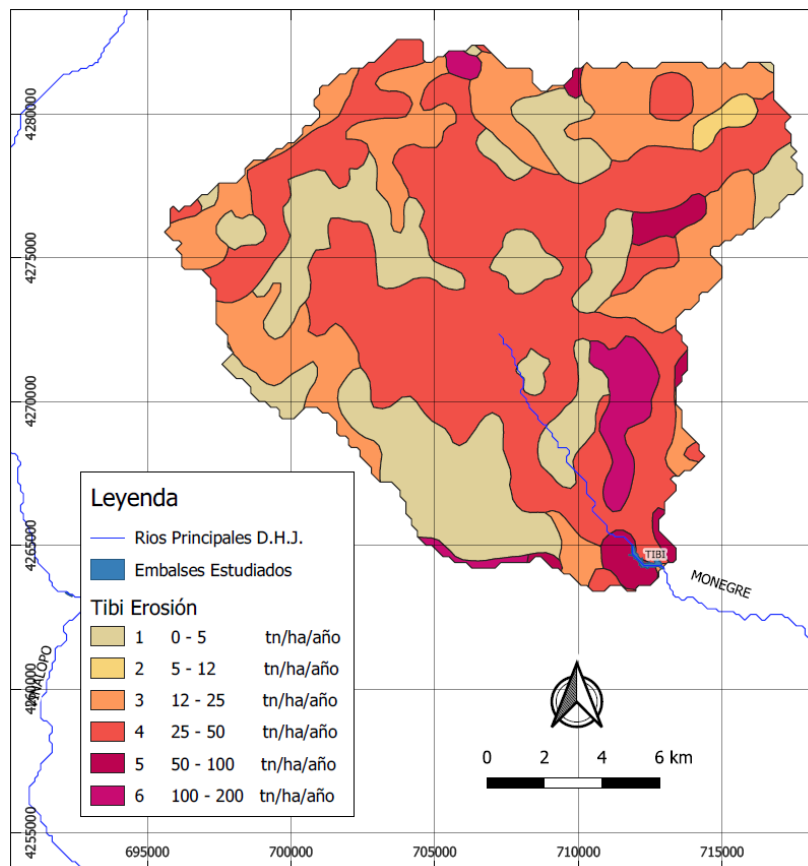 4280000
4275000
4270000
4265000
4260000
4255000
Leyenda
Rios Principales D.H.J.
Embalses Estudiados
Tibi Erosión
1 0 - 5 tn/ha/año
2 5 - 12 tn/ha/año
3 12 - 25 tn/ha/año
4 25 - 50 tn/ha/año
5 50 - 100 tn/ha/año
6 100 - 200 tn/ha/año
TIBI
MONEGRE
0 2 4 6 km
695000 700000 705000 710000 715000